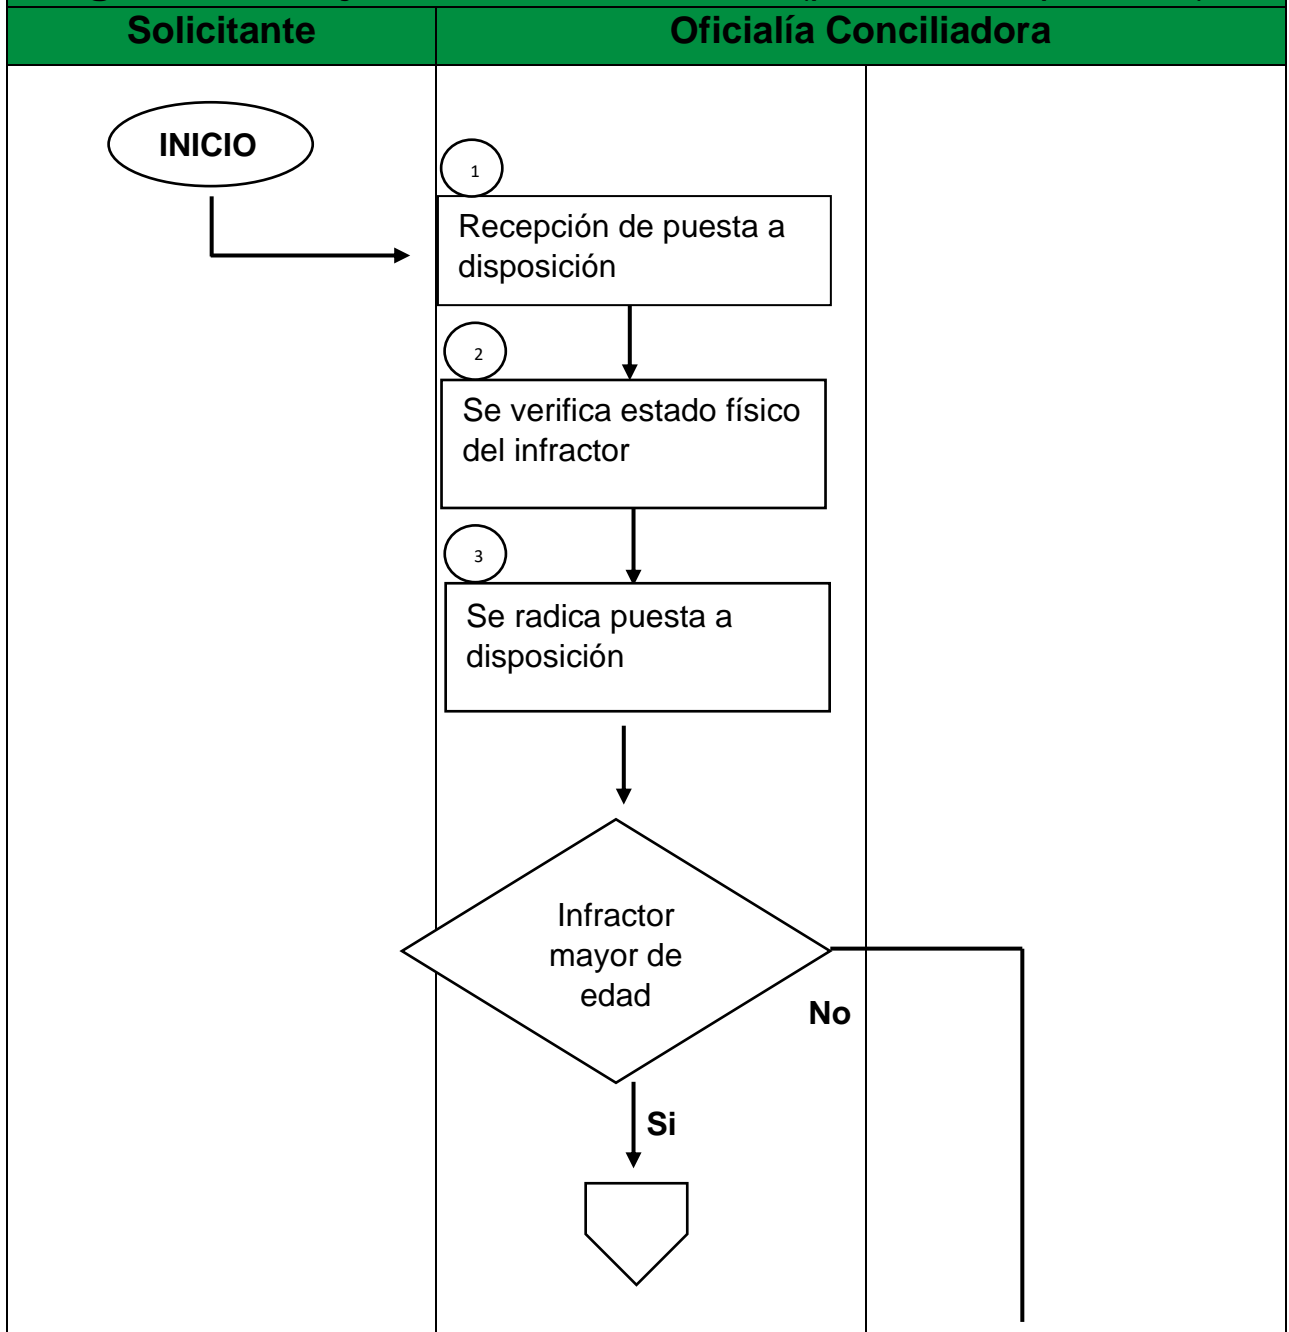 Solicitante
Oficialía Conciliadora
INICIO
1
Recepción de puesta a
disposición
2
Se verifica estado físico
del infractor
3
Se radica puesta a
disposición
Infractor
mayor de
edad
No
Si